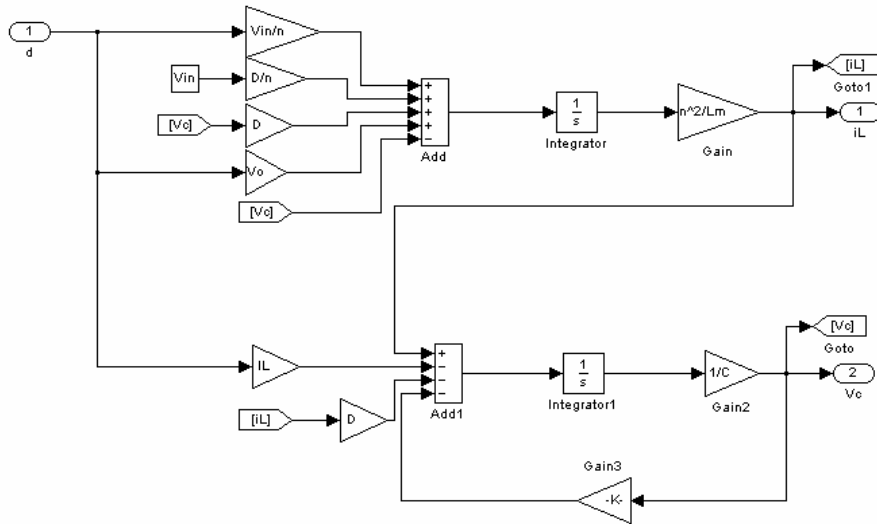 1
d
Vin/n
Vin
D/n
[Vc]
D
Vo
[Vc]
+
+
+
+
−
Add
1
s
Integrator
n^2/Lm
Gain
[iL]
Goto1
1
iL
IL
[iL]
D
+
−
−
−
Add1
1
s
Integrator1
1/C
Gain2
[Vc]
Goto
2
Vc
Gain3
-K-